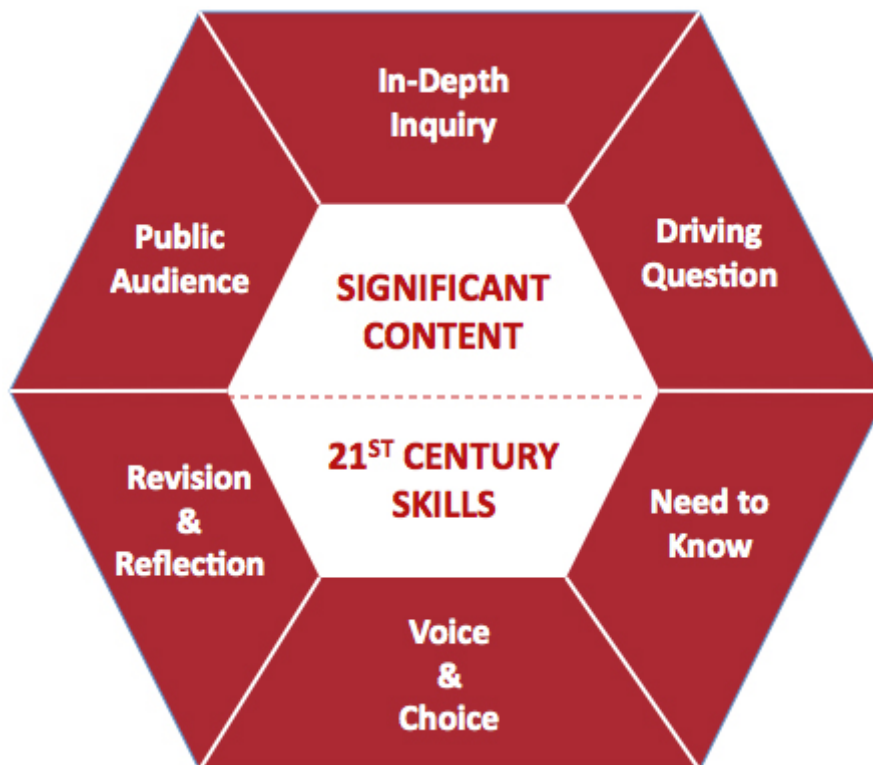 In-Depth
Inquiry
Driving
Question
Need to
Know
Voice
&
Choice
Revision
&
Reflection
Public
Audience
SIGNIFICANT
CONTENT
21ST CENTURY
SKILLS